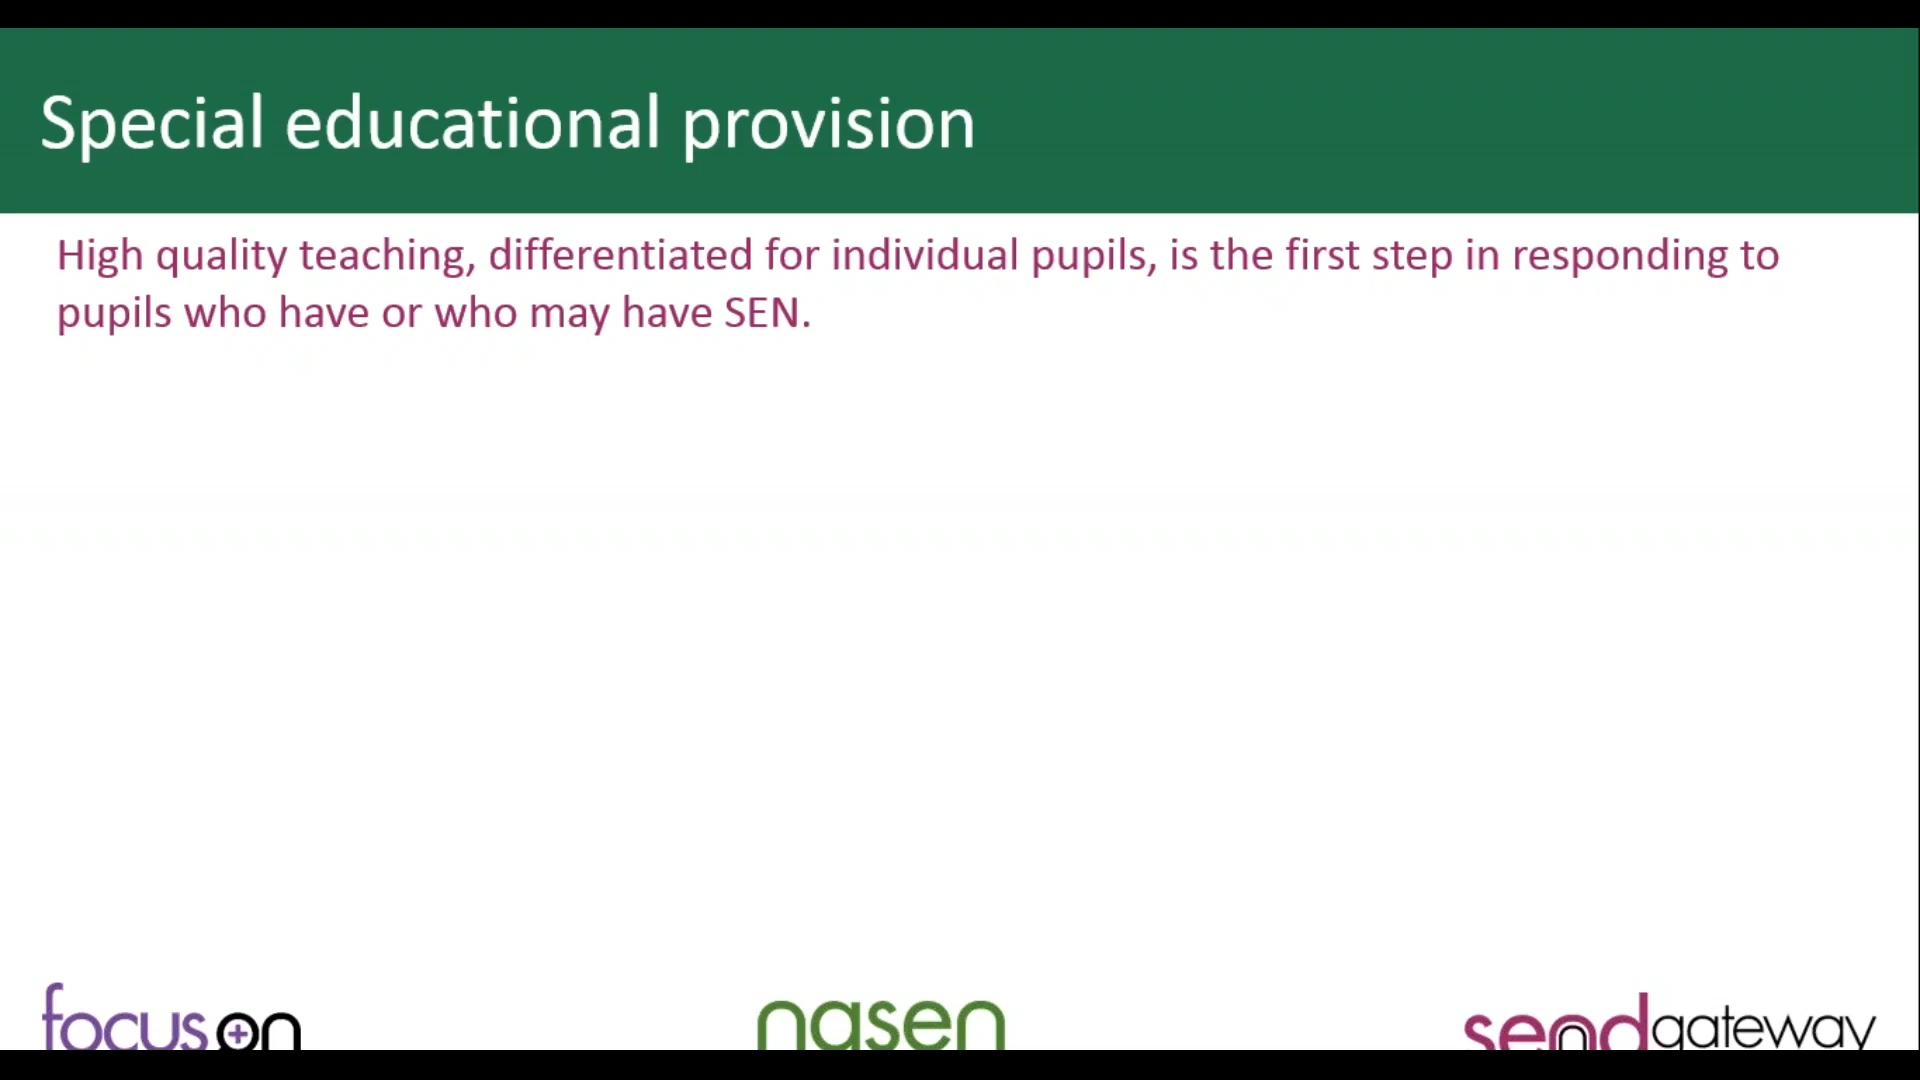 Special educational provision
High quality teaching, differentiated for individual pupils, is the first step in responding to
pupils who have or who may have SEN.
focus on nasen sendgateway